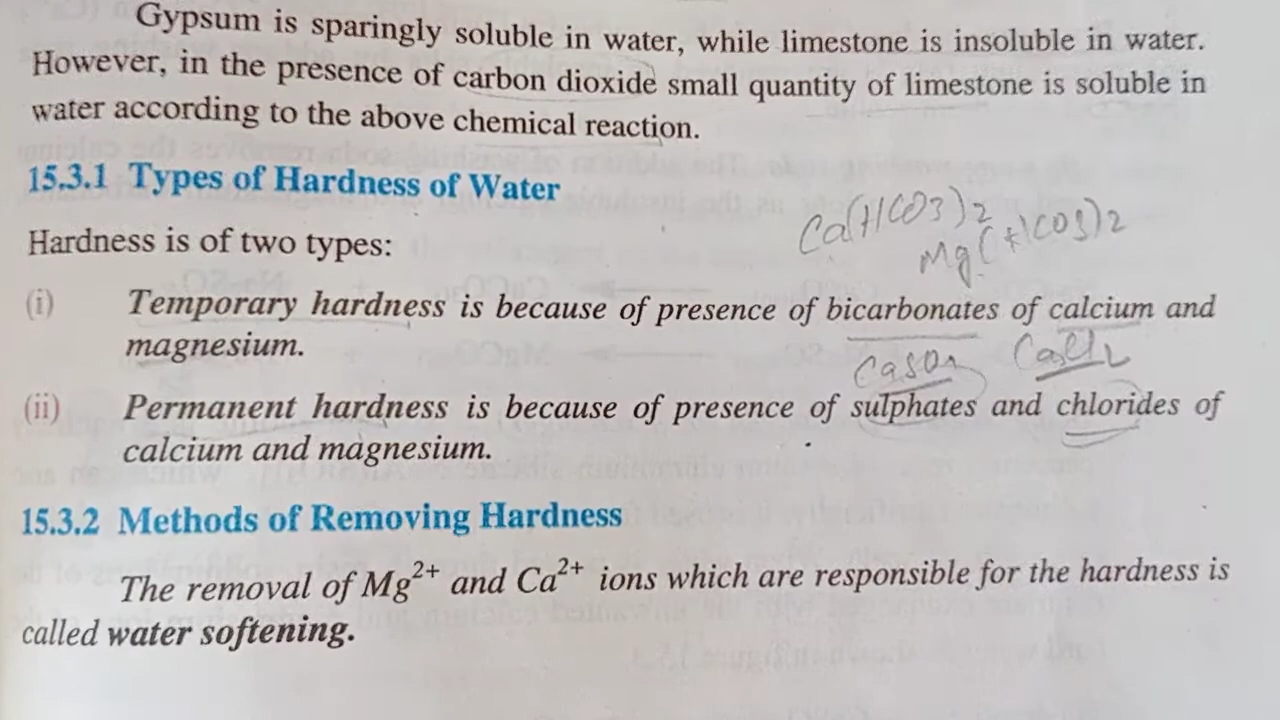 Gypsum is sparingly soluble in water, while limestone is insoluble in water.
However, in the presence of carbon dioxide small quantity of limestone is soluble in
water according to the above chemical reaction.
15.3.1 Types of Hardness of Water
Ca(HCO3)2
Mg(HCO3)2
Hardness is of two types:
(i) Temporary hardness is because of presence of bicarbonates of calcium and
magnesium.
CaSO4 CaCl2
(ii) Permanent hardness is because of presence of sulphates and chlorides of
calcium and magnesium.
15.3.2 Methods of Removing Hardness
The removal of Mg²⁺ and Ca²⁺ ions which are responsible for the hardness is
called water softening.